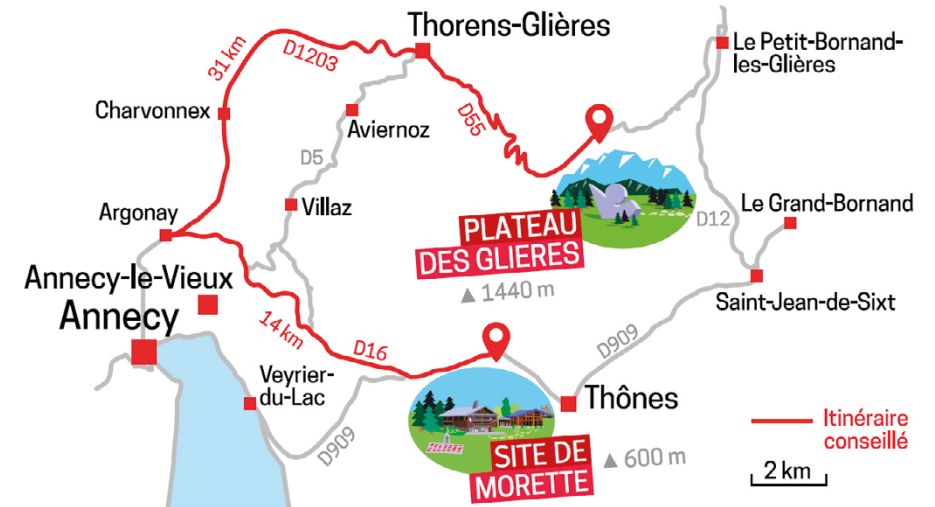 Thorens-Glières
31 km
D1203
Le Petit-Bornand-
les-Glières
Charvonnex
D55
Aviernoz
D5
Villaz
Argonay
Le Grand-Bornand
D12
PLATEAU
DES GLIERES
▲ 1440 m
Annecy-le-Vieux
Annecy
Saint-Jean-de-Sixt
14 km
D16
D909
Veyrier-
du-Lac
D909
Thônes
Itinéraire
conseillé
SITE DE
MORETTE
▲ 600 m
2 km